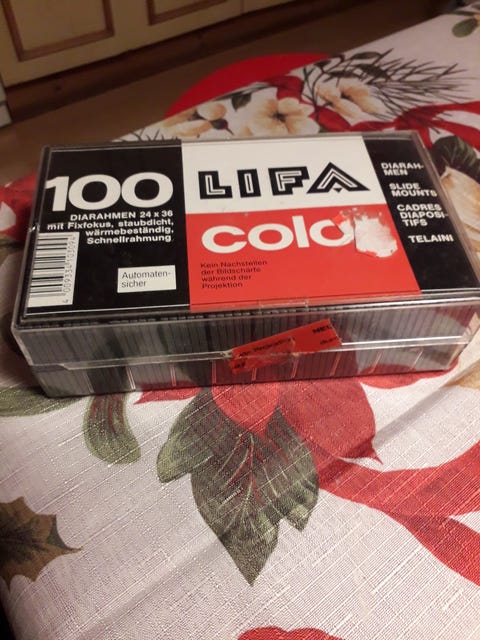 100
DIARAHMEN 24 x 36
mit Fixfokus, staubdicht,
wärmebeständig,
Schnellrahmung
Automaten-
sicher
LIFA
colo
Kein Nachstellen
der Bildschärfe
während der
Projektion
DIARAH-
MEN
SLIDE
MOUNTS
CADRES
DIAPOSI-
TIFS
TELAINI